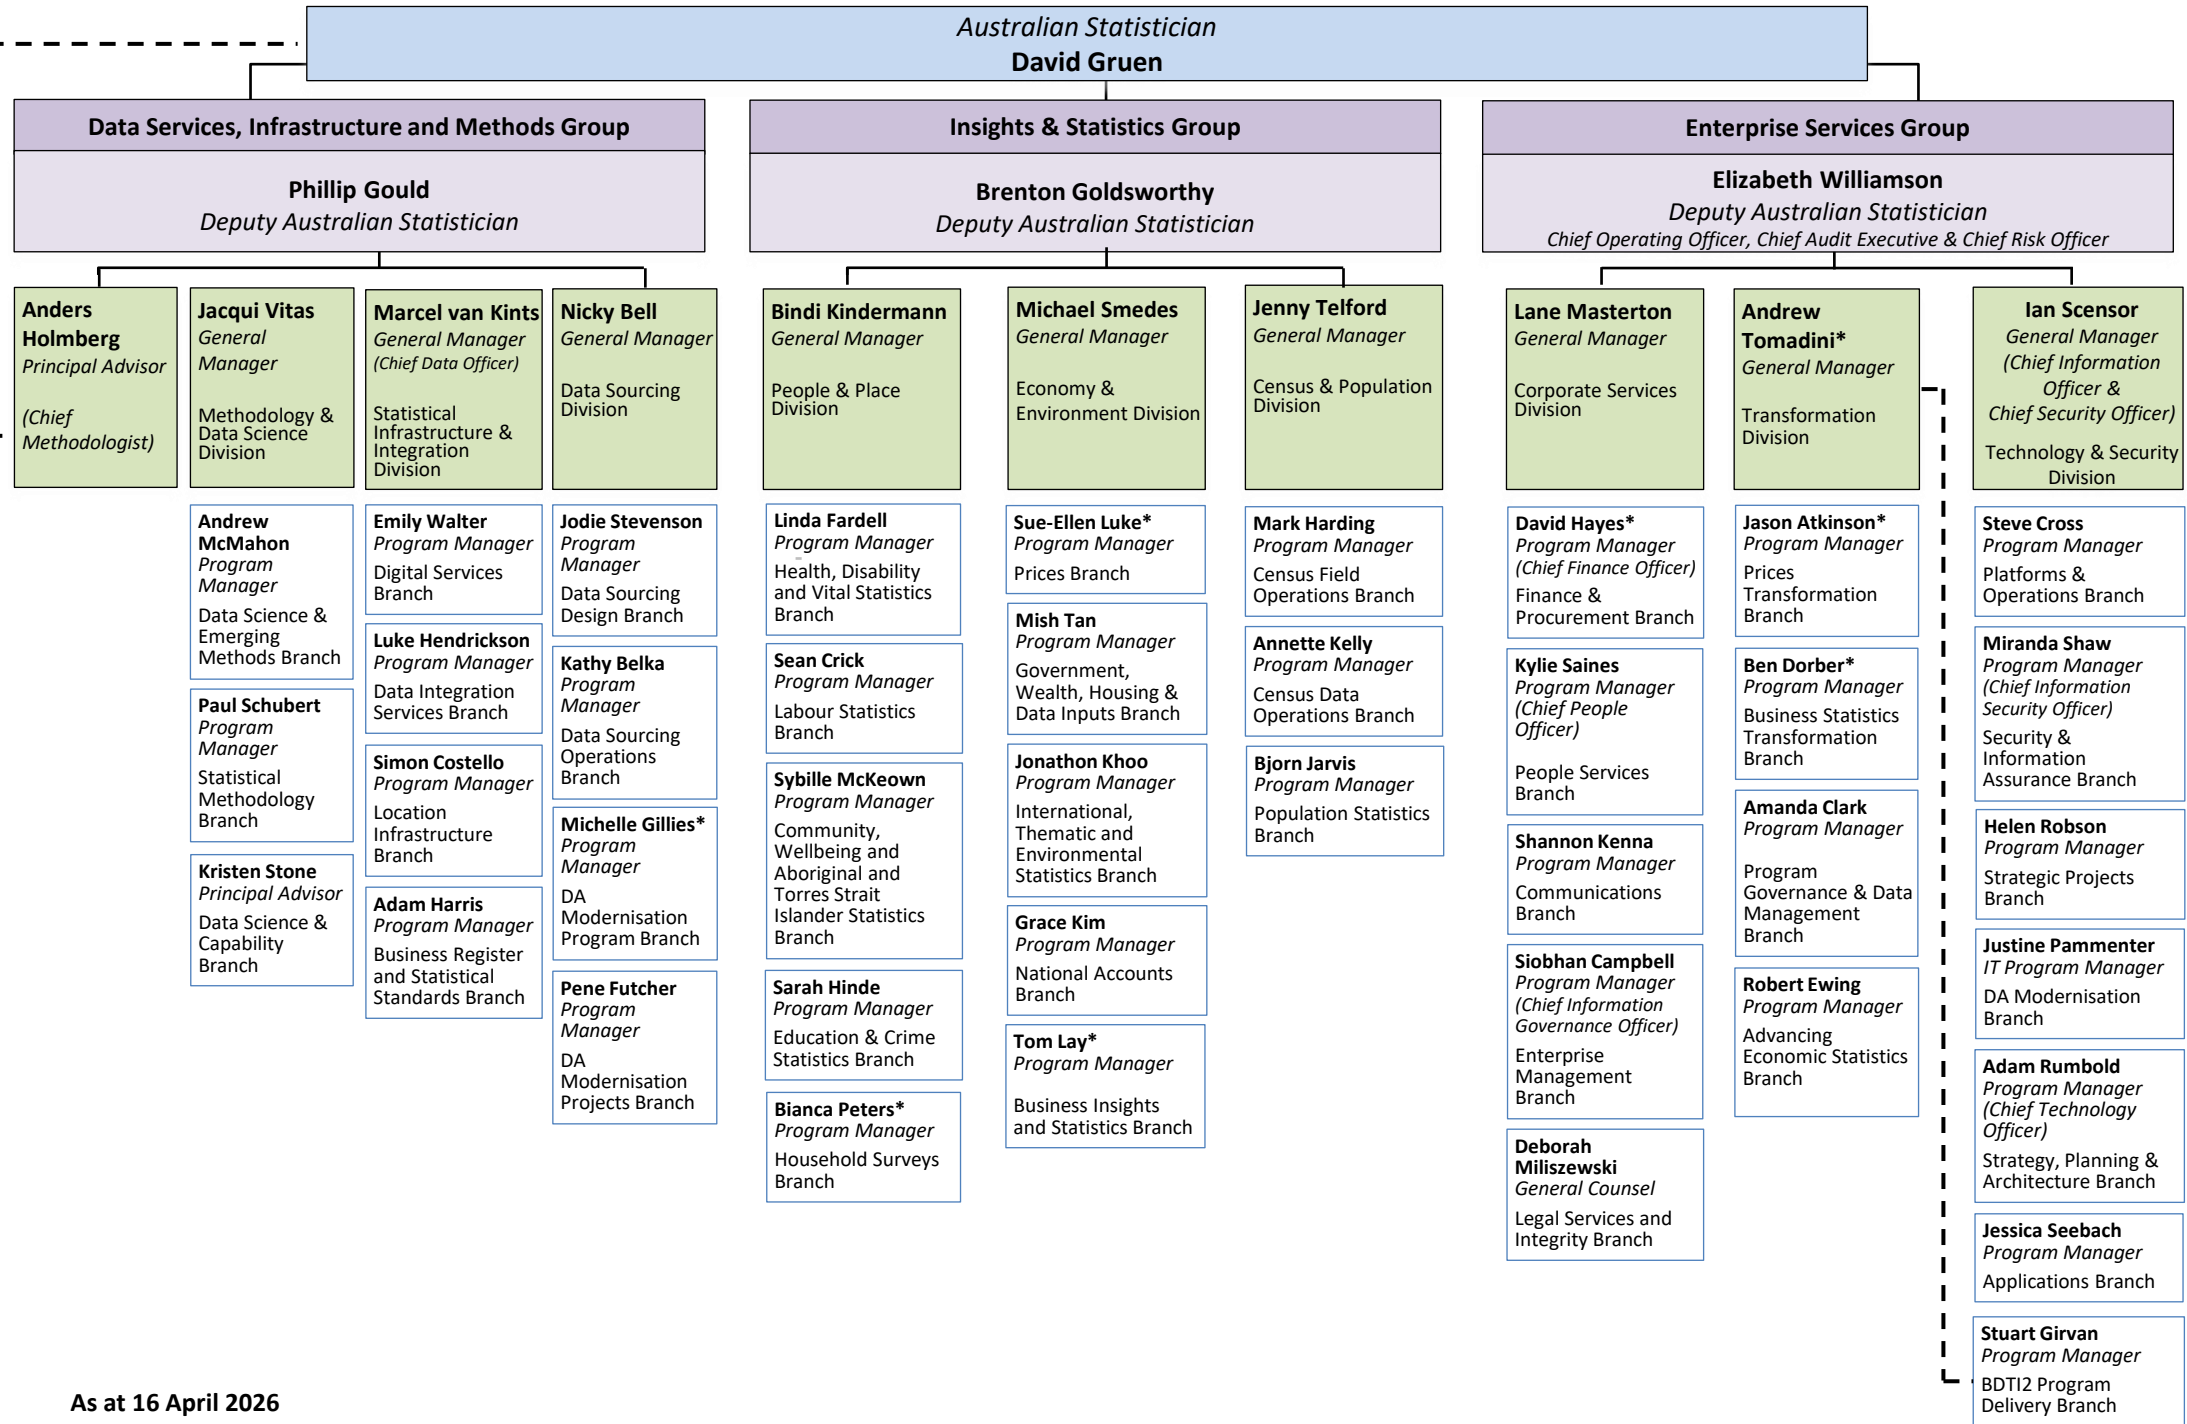 Australian Statistician
David Gruen
Data Services, Infrastructure and Methods Group
Phillip Gould
Deputy Australian Statistician
Insights & Statistics Group
Brenton Goldsworthy
Deputy Australian Statistician
Enterprise Services Group
Elizabeth Williamson
Deputy Australian Statistician
Chief Operating Officer, Chief Audit Executive & Chief Risk Officer
Anders
Holmberg
Principal Advisor
(Chief
Methodologist)
Jacqui Vitas
General
Manager
Methodology &
Data Science
Division
Marcel van Kints
General Manager
(Chief Data Officer)
Statistical
Infrastructure &
Integration
Division
Nicky Bell
General Manager
Data Sourcing
Division
Bindi Kindermann
General Manager
People & Place
Division
Michael Smedes
General Manager
Economy &
Environment Division
Jenny Telford
General Manager
Census & Population
Division
Lane Masterton
General Manager
Corporate Services
Division
Andrew
Tomadini*
General Manager
Transformation
Division
Ian Scensor
General Manager
(Chief Information
Officer &
Chief Security Officer)
Technology & Security
Division
Andrew
McMahon
Program
Manager
Data Science &
Emerging
Methods Branch
Paul Schubert
Program
Manager
Statistical
Methodology
Branch
Kristen Stone
Principal Advisor
Data Science &
Capability
Branch
Emily Walter
Program Manager
Digital Services
Branch
Luke Hendrickson
Program Manager
Data Integration
Services Branch
Simon Costello
Program Manager
Location
Infrastructure
Branch
Adam Harris
Program Manager
Business Register
and Statistical
Standards Branch
Jodie Stevenson
Program
Manager
Data Sourcing
Design Branch
Kathy Belka
Program
Manager
Data Sourcing
Operations
Branch
Michelle Gillies*
Program
Manager
DA
Modernisation
Program Branch
Pene Futcher
Program
Manager
DA
Modernisation
Projects Branch
Linda Fardell
Program Manager
Health, Disability
and Vital Statistics
Branch
Sean Crick
Program Manager
Labour Statistics
Branch
Sybille McKeown
Program Manager
Community,
Wellbeing and
Aboriginal and
Torres Strait
Islander Statistics
Branch
Sarah Hinde
Program Manager
Education & Crime
Statistics Branch
Bianca Peters*
Program Manager
Household Surveys
Branch
Sue-Ellen Luke*
Program Manager
Prices Branch
Mish Tan
Program Manager
Government,
Wealth, Housing &
Data Inputs Branch
Jonathon Khoo
Program Manager
International,
Thematic and
Environmental
Statistics Branch
Grace Kim
Program Manager
National Accounts
Branch
Tom Lay*
Program Manager
Business Insights
and Statistics Branch
Mark Harding
Program Manager
Census Field
Operations Branch
Annette Kelly
Program Manager
Census Data
Operations Branch
Bjorn Jarvis
Program Manager
Population Statistics
Branch
David Hayes*
Program Manager
(Chief Finance Officer)
Finance &
Procurement Branch
Kylie Saines
Program Manager
(Chief People
Officer)
People Services
Branch
Shannon Kenna
Program Manager
Communications
Branch
Siobhan Campbell
Program Manager
(Chief Information
Governance Officer)
Enterprise
Management
Branch
Deborah
Miliszewski
General Counsel
Legal Services and
Integrity Branch
Jason Atkinson*
Program Manager
Prices
Transformation
Branch
Ben Dorber*
Program Manager
Business Statistics
Transformation
Branch
Amanda Clark
Program Manager
Program
Governance & Data
Management
Branch
Robert Ewing
Program Manager
Advancing
Economic Statistics
Branch
Steve Cross
Program Manager
Platforms &
Operations Branch
Miranda Shaw
Program Manager
(Chief Information
Security Officer)
Security &
Information
Assurance Branch
Helen Robson
Program Manager
Strategic Projects
Branch
Justine Pammenter
IT Program Manager
DA Modernisation
Branch
Adam Rumbold
Program Manager
(Chief Technology
Officer)
Strategy, Planning &
Architecture Branch
Jessica Seebach
Program Manager
Applications Branch
Stuart Girvan
Program Manager
BDTI2 Program
Delivery Branch
As at 16 April 2026